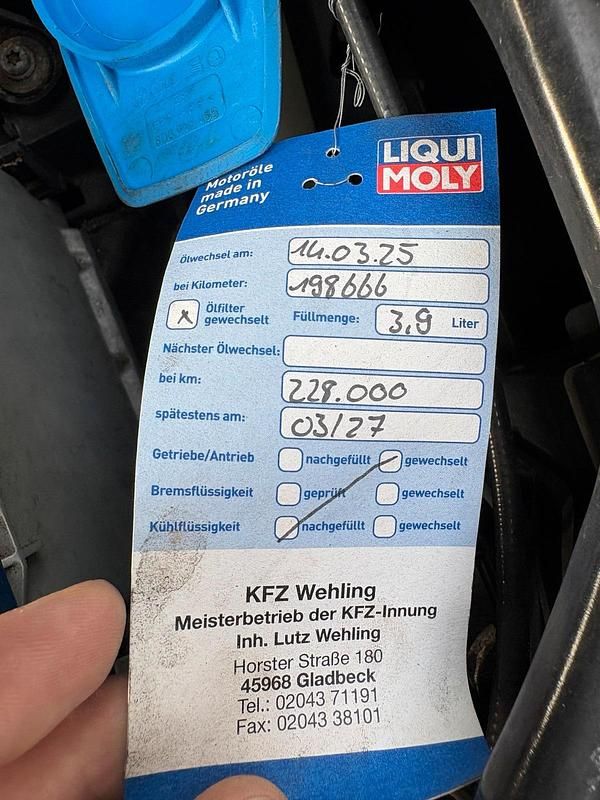 LIQUI
MOLY
Motoröle
made in
Germany
Ölwechsel am: 14.03.25
bei Kilometer: 198666
x Ölfilter gewechselt Füllmenge: 3,9 Liter
Nächster Ölwechsel:
bei km: 228.000
spätestens am: 03/27
Getriebe/Antrieb nachgefüllt gewechselt
Bremsflüssigkeit geprüft gewechselt
Kühlflüssigkeit nachgefüllt gewechselt
KFZ Wehling
Meisterbetrieb der KFZ-Innung
Inh. Lutz Wehling
Horster Straße 180
45968 Gladbeck
Tel.: 02043 71191
Fax: 02043 38101